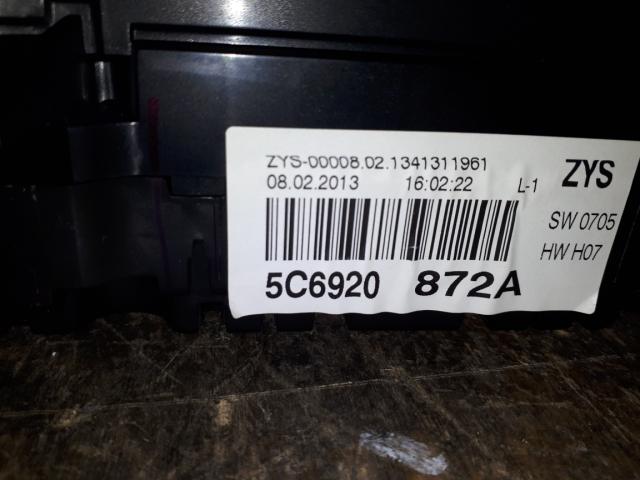 ZYS-00008.02.1341311961
08.02.2013 16:02:22 L-1 ZYS
SW 0705
HW H07
5C6920 872A